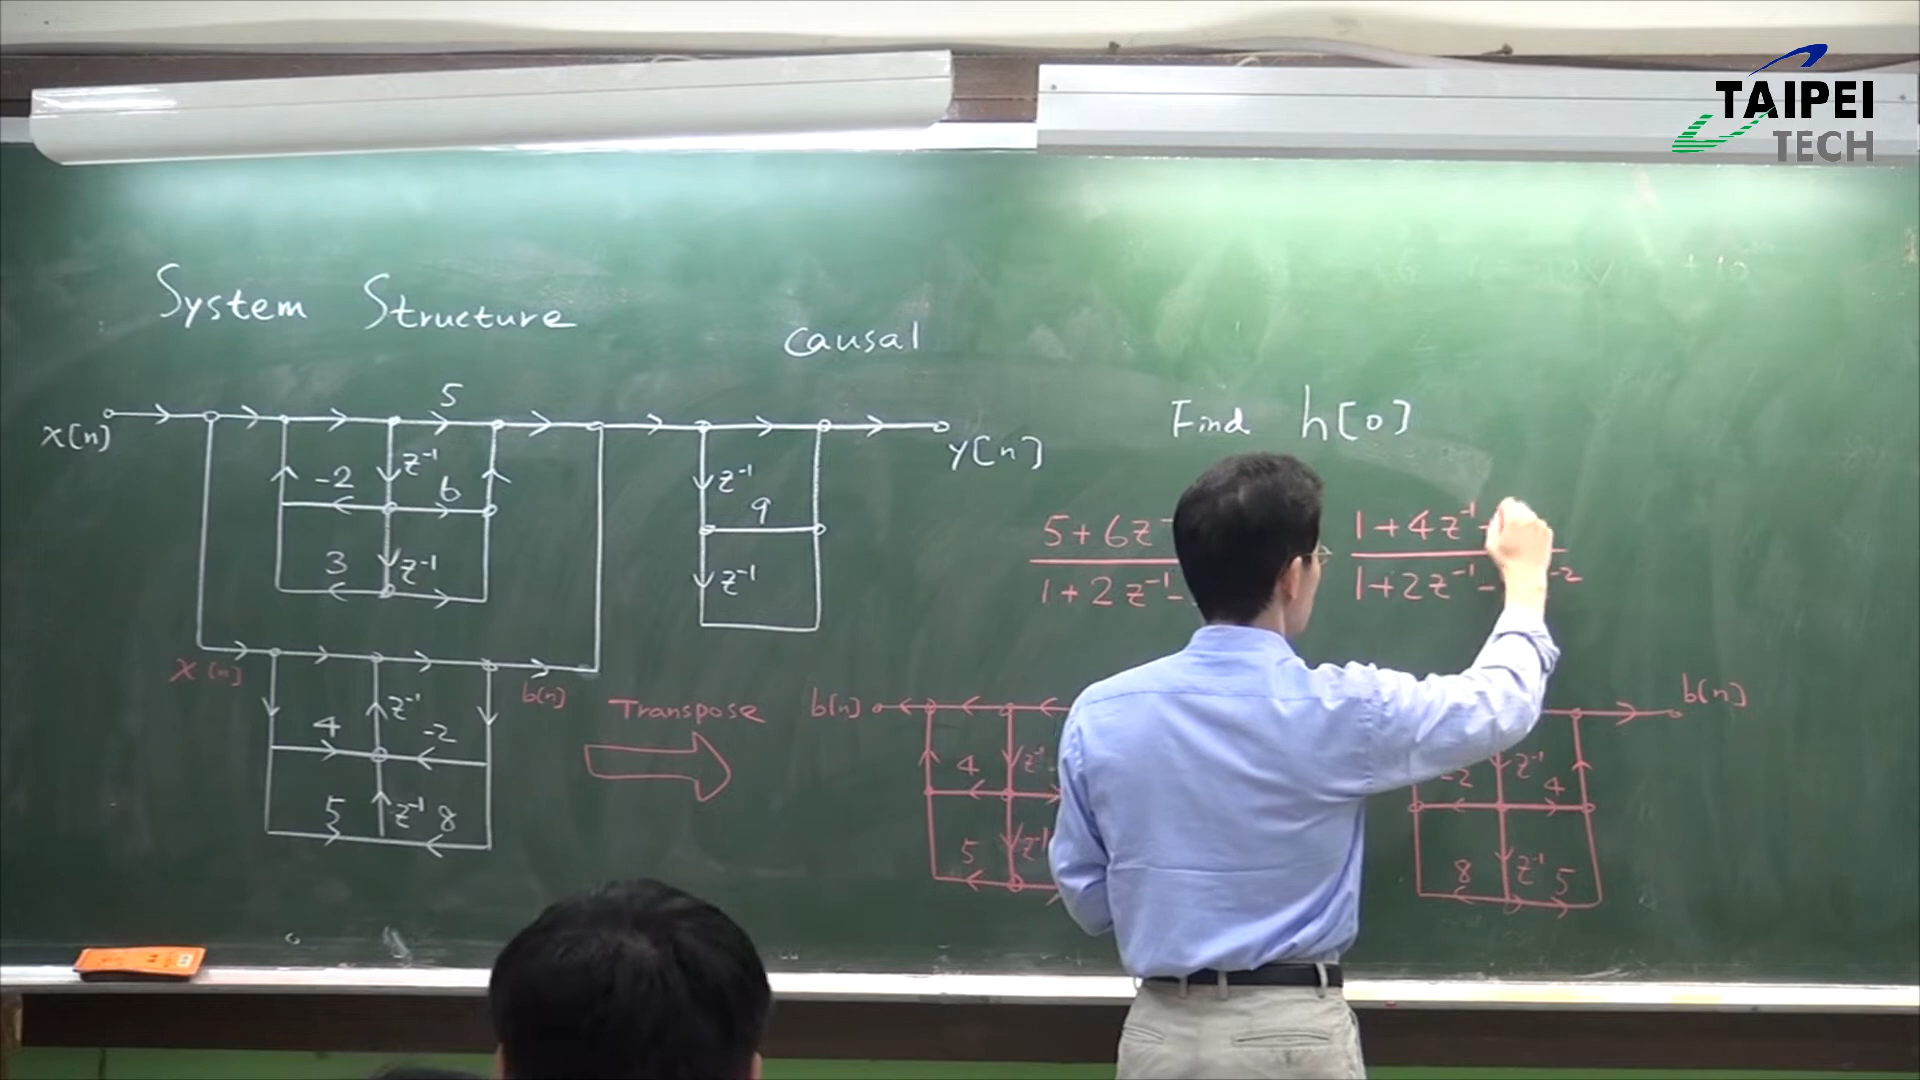 TAIPEI
TECH
System Structure
causal
Find h[0]
x[n]
5
y[n]
z⁻¹
-2
6
3
z⁻¹
z⁻¹
9
z⁻¹
5+6z⁻
1+2z⁻¹-
1+4z⁻¹
1+2z⁻¹- ⁻²
x[n]
b[n]
4
z⁻¹
-2
5
z⁻¹
8
Transpose
b[n]
4
z⁻¹
5
z⁻¹
b[n]
-2
z⁻¹
4
8
z⁻¹
5